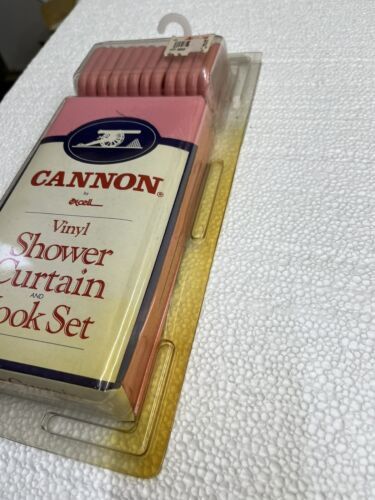 CANNON®
by
excell
Vinyl
Shower
Curtain
AND
Hook Set